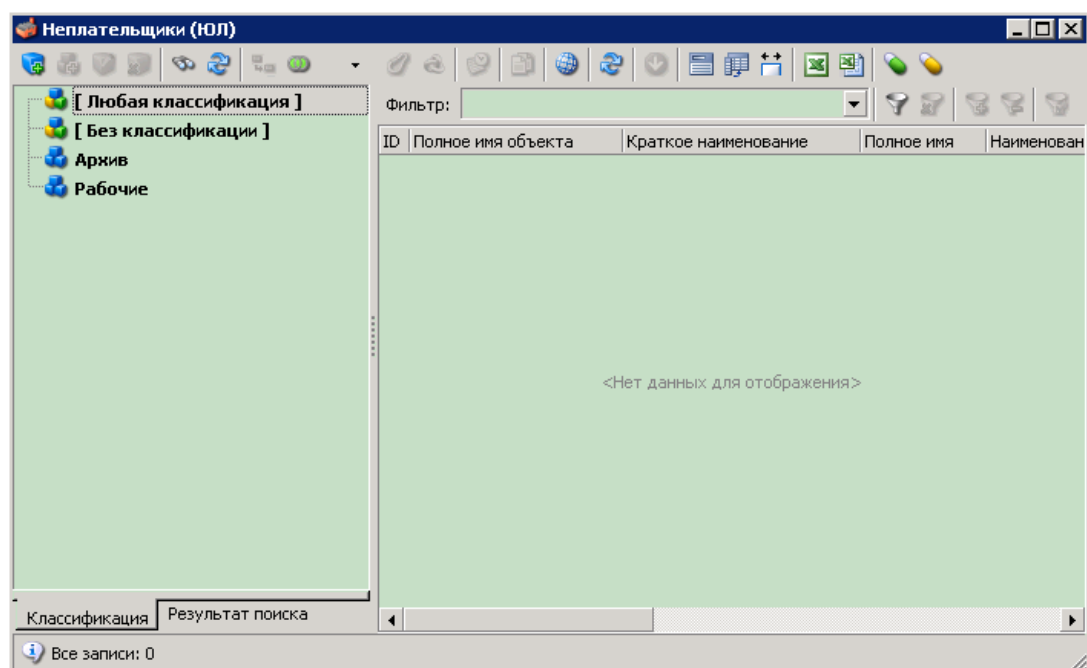 Неплательщики (ЮЛ)
[ Любая классификация ]
[ Без классификации ]
Архив
Рабочие
Классификация Результат поиска
Фильтр:
ID Полное имя объекта Краткое наименование Полное имя Наименован
<Нет данных для отображения>
Все записи: 0